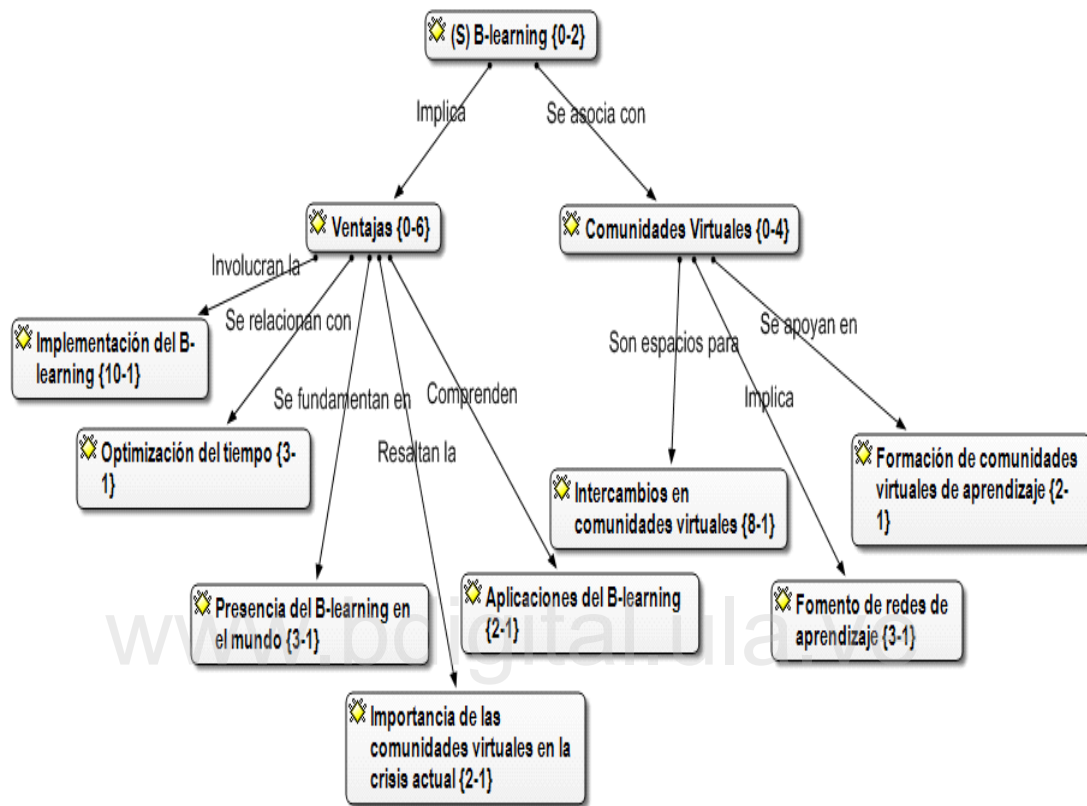 (S) B-learning {0-2}
Implica
Se asocia con
Ventajas {0-6}
Comunidades Virtuales {0-4}
Involucran la
Se relacionan con
Son espacios para
Se apoyan en
Implementación del B-
learning {10-1}
Se fundamentan en
Comprenden
Implica
Resaltan la
Optimización del tiempo {3-
1}
Formación de comunidades
virtuales de aprendizaje {2-
1}
Intercambios en
comunidades virtuales {8-1}
Presencia del B-learning en
el mundo {3-1}
Aplicaciones del B-learning
{2-1}
Fomento de redes de
aprendizaje {3-1}
www.bdigital.ula.ve
Importancia de las
comunidades virtuales en la
crisis actual {2-1}